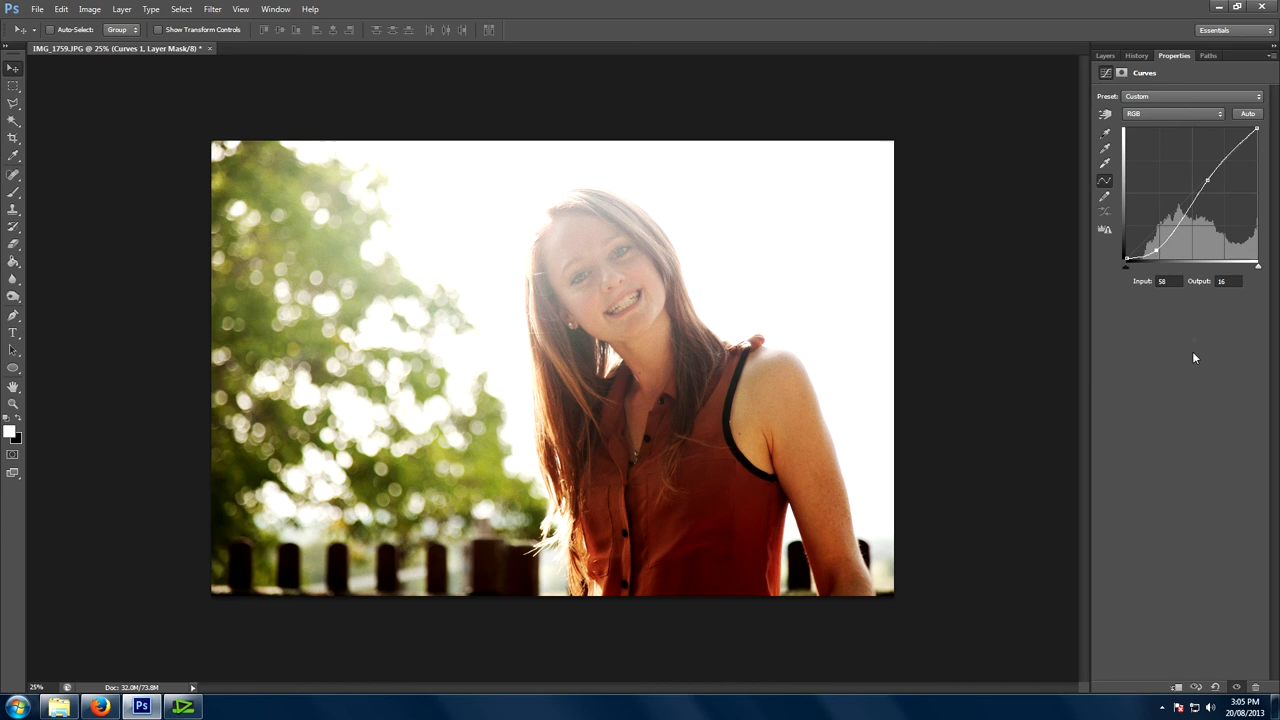 Ps File Edit Image Layer Type Select Filter View Window Help
Auto-Select: Group Show Transform Controls Essentials
IMG_1759.JPG @ 25% (Curves 1, Layer Mask/8) * ×
Layers History Properties Paths
Curves
Preset: Custom
RGB Auto
Input: 58 Output: 16
25% Doc: 32.0M/73.8M
Ps
3:05 PM
20/08/2013